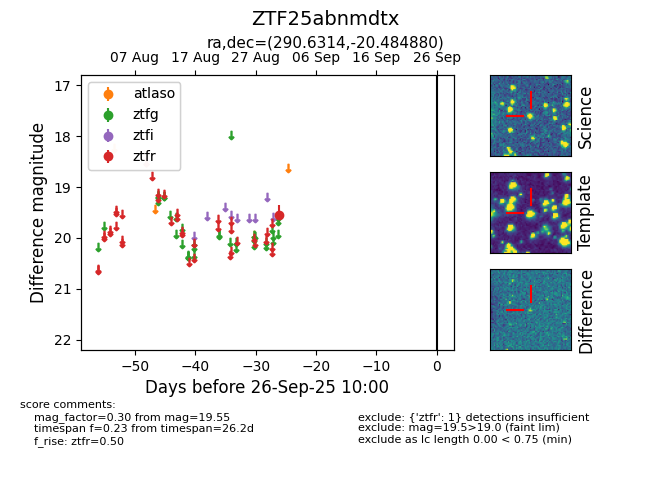 ZTF25abnmdtx
ra,dec=(290.6314,-20.484880)
07 Aug 17 Aug 27 Aug 06 Sep 16 Sep 26 Sep
atlaso
ztfg
ztfi
ztfr
17
18
19
20
21
22
Difference magnitude
−50 −40 −30 −20 −10 0
Days before 26-Sep-25 10:00
Science
Template
Difference
score comments:
mag_factor=0.30 from mag=19.55
timespan f=0.23 from timespan=26.2d
f_rise: ztfr=0.50
exclude: {'ztfr': 1} detections insufficient
exclude: mag=19.5>19.0 (faint lim)
exclude as lc length 0.00 < 0.75 (min)